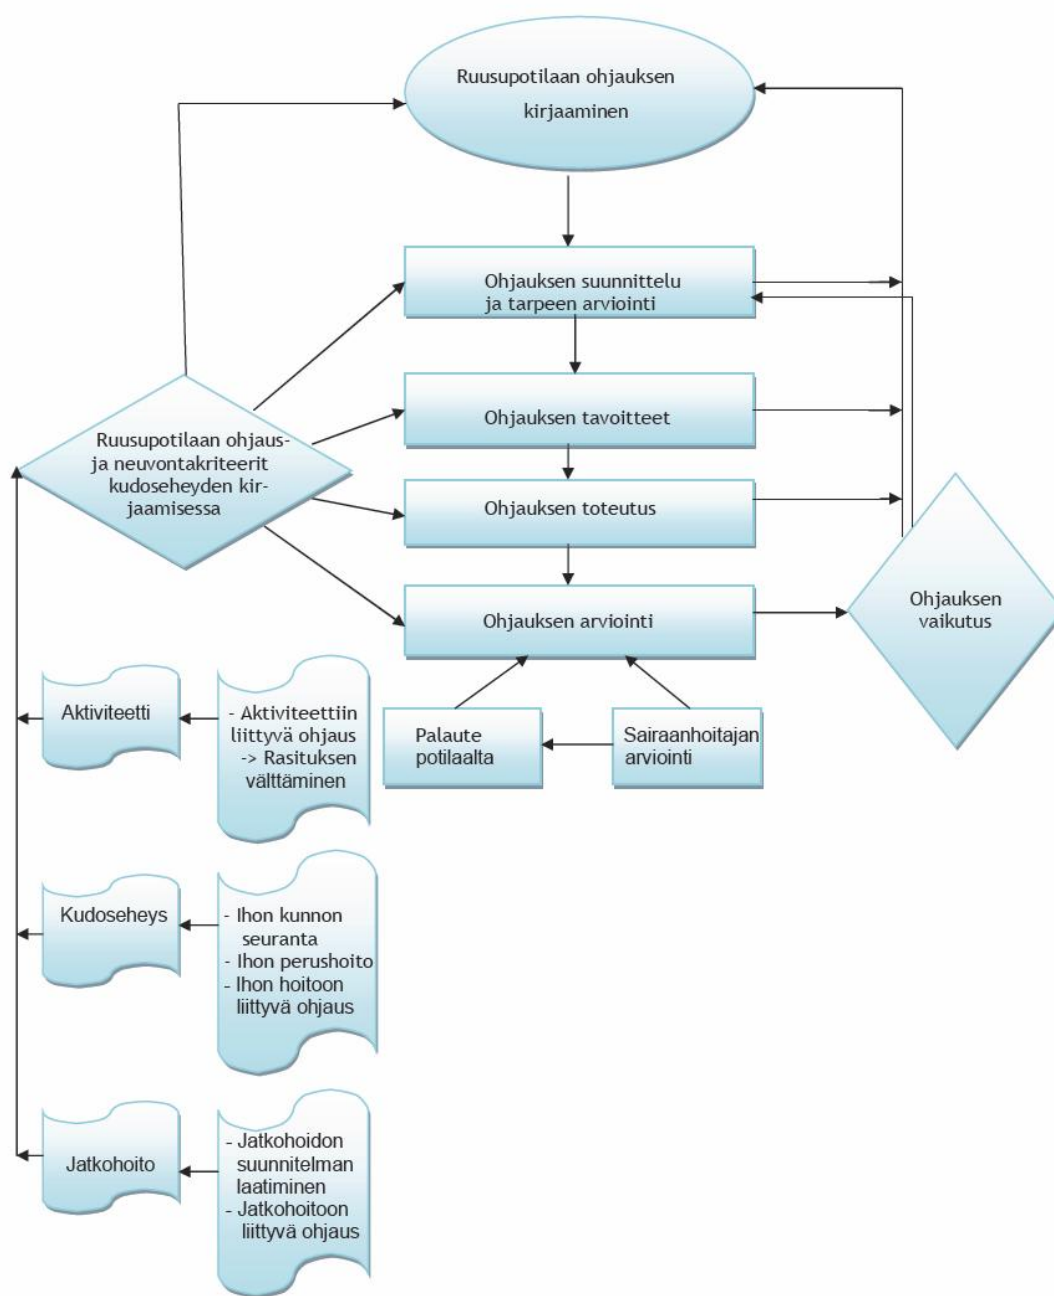 Ruusupotilaan ohjauksen
kirjaaminen
Ohjauksen suunnittelu
ja tarpeen arviointi
Ohjauksen tavoitteet
Ruusupotilaan ohjaus-
ja neuvontakriteerit
kudoseheyden kir-
jaamisessa
Ohjauksen toteutus
Ohjauksen arviointi
Ohjauksen
vaikutus
Palaute
potilaalta
Sairaanhoitajan
arviointi
Aktiviteetti
- Aktiviteettiin
liittyvä ohjaus
-> Rasituksen
välttäminen
Kudoseheys
- Ihon kunnon
seuranta
- Ihon perushoito
- Ihon hoitoon
liittyvä ohjaus
Jatkohoito
- Jatkohoidon
suunnitelman
laatiminen
- Jatkohoitoon
liittyvä ohjaus